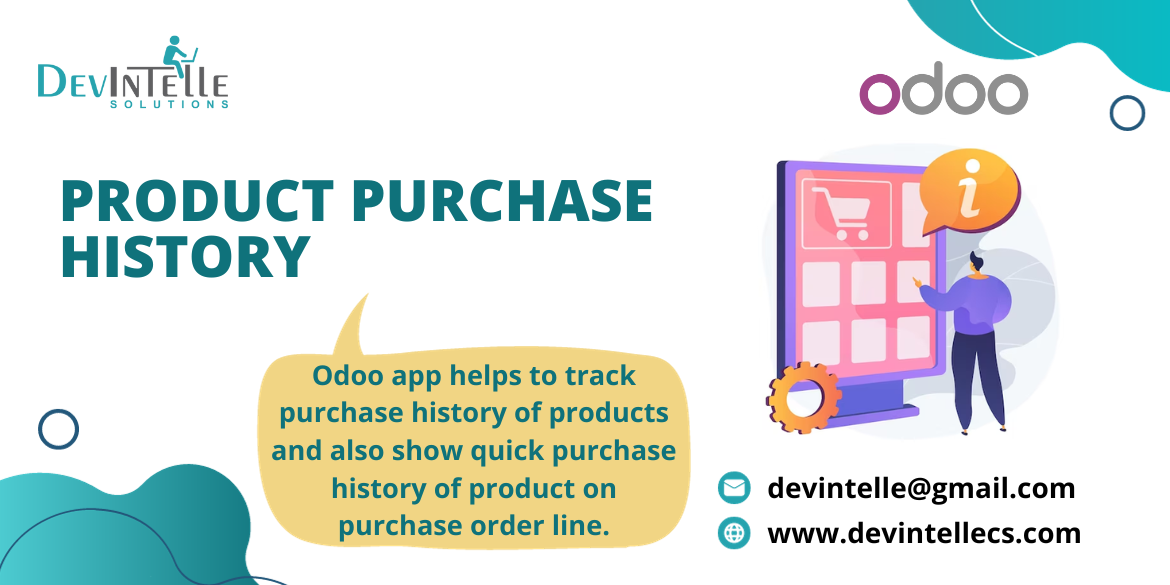 DEVINTELLE
SOLUTIONS
odoo
PRODUCT PURCHASE
HISTORY
i
Odoo app helps to track
purchase history of products
and also show quick purchase
history of product on
purchase order line.
devintelle@gmail.com
www.devintellecs.com